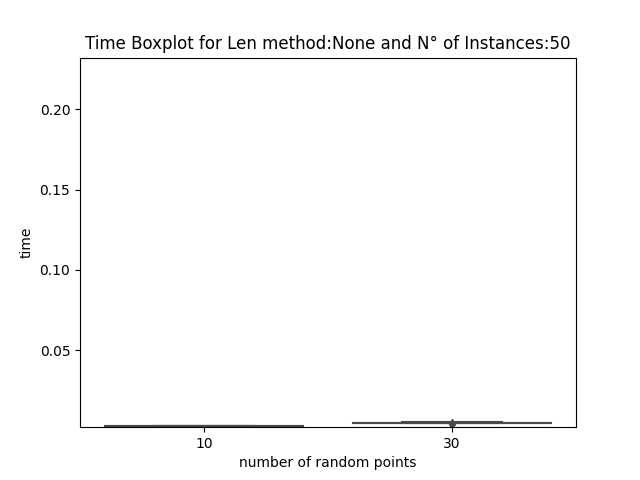 Time Boxplot for Len method:None and N° of Instances:50
0.20
0.15
0.10
0.05
time
10
30
number of random points